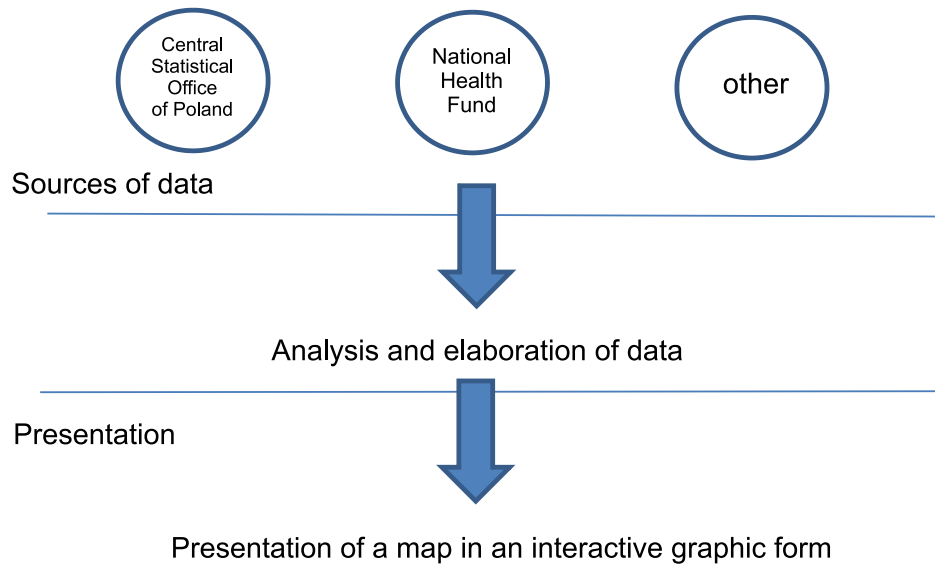 Central
Statistical
Office
of Poland
National
Health
Fund
other
Sources of data
Analysis and elaboration of data
Presentation
Presentation of a map in an interactive graphic form